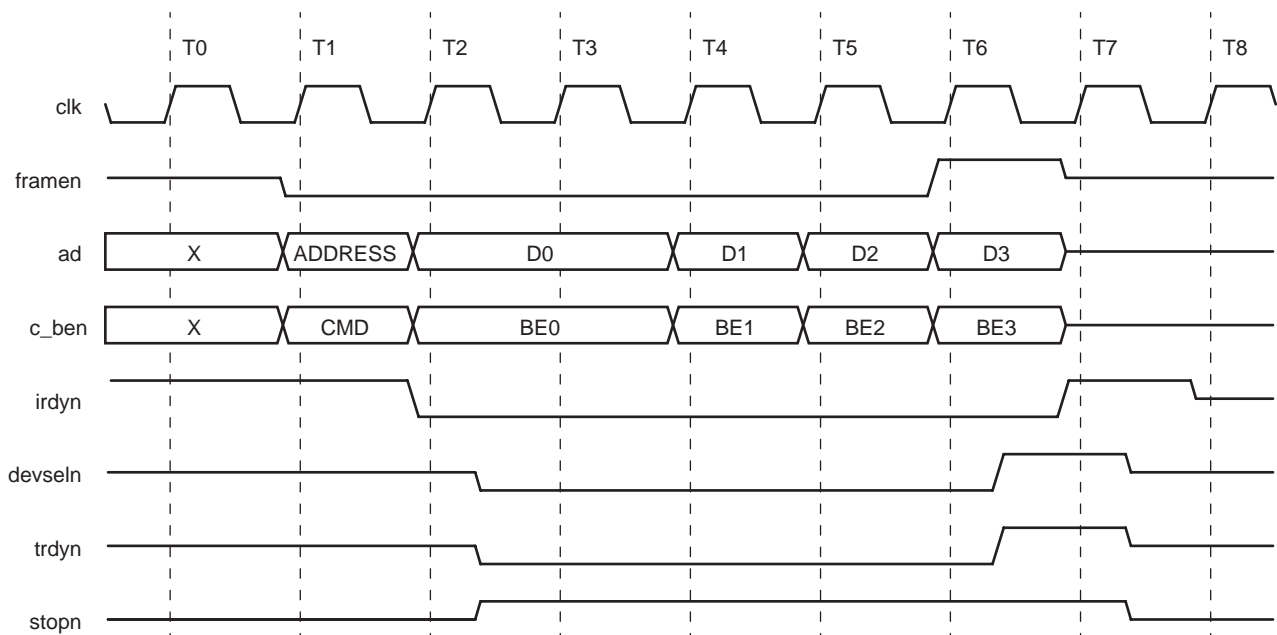 T0 T1 T2 T3 T4 T5 T6 T7 T8
clk
framen
ad X ADDRESS D0 D1 D2 D3
c_ben X CMD BE0 BE1 BE2 BE3
irdyn
devseln
trdyn
stopn